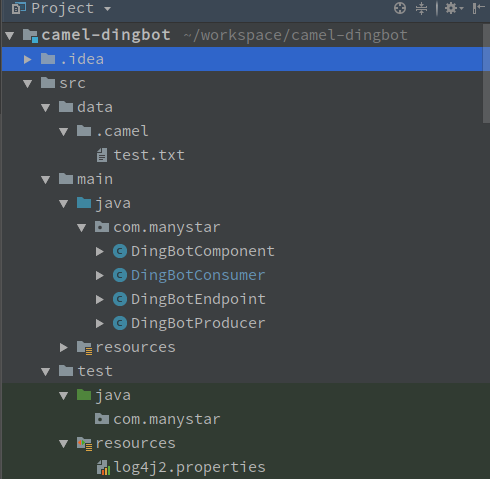 Project
camel-dingbot ~/workspace/camel-dingbot
.idea
src
data
.camel
test.txt
main
java
com.manystar
DingBotComponent
DingBotConsumer
DingBotEndpoint
DingBotProducer
resources
test
java
com.manystar
resources
log4j2.properties